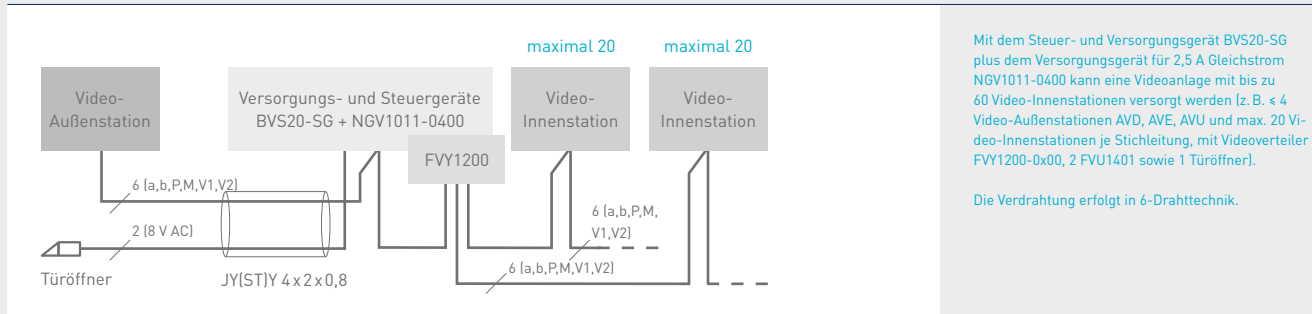 maximal 20
maximal 20
Video-
Außenstation
Versorgungs- und Steuergeräte
BVS20-SG + NGV1011-0400
Video-
Innenstation
Video-
Innenstation
FVY1200
6 (a,b,P,M,V1,V2)
6 (a,b,P,M,
V1,V2)
2 (8 V AC)
6 (a,b,P,M,V1,V2)
Türöffner
JY(ST)Y 4 x 2 x 0,8
Mit dem Steuer- und Versorgungsgerät BVS20-SG
plus dem Versorgungsgerät für 2,5 A Gleichstrom
NGV1011-0400 kann eine Videoanlage mit bis zu
60 Video-Innenstationen versorgt werden (z. B. ≤ 4
Video-Außenstationen AVD, AVE, AVU und max. 20 Vi-
deo-Innenstationen je Stichleitung, mit Videoverteiler
FVY1200-0x00, 2 FVU1401 sowie 1 Türöffner).
Die Verdrahtung erfolgt in 6-Drahttechnik.